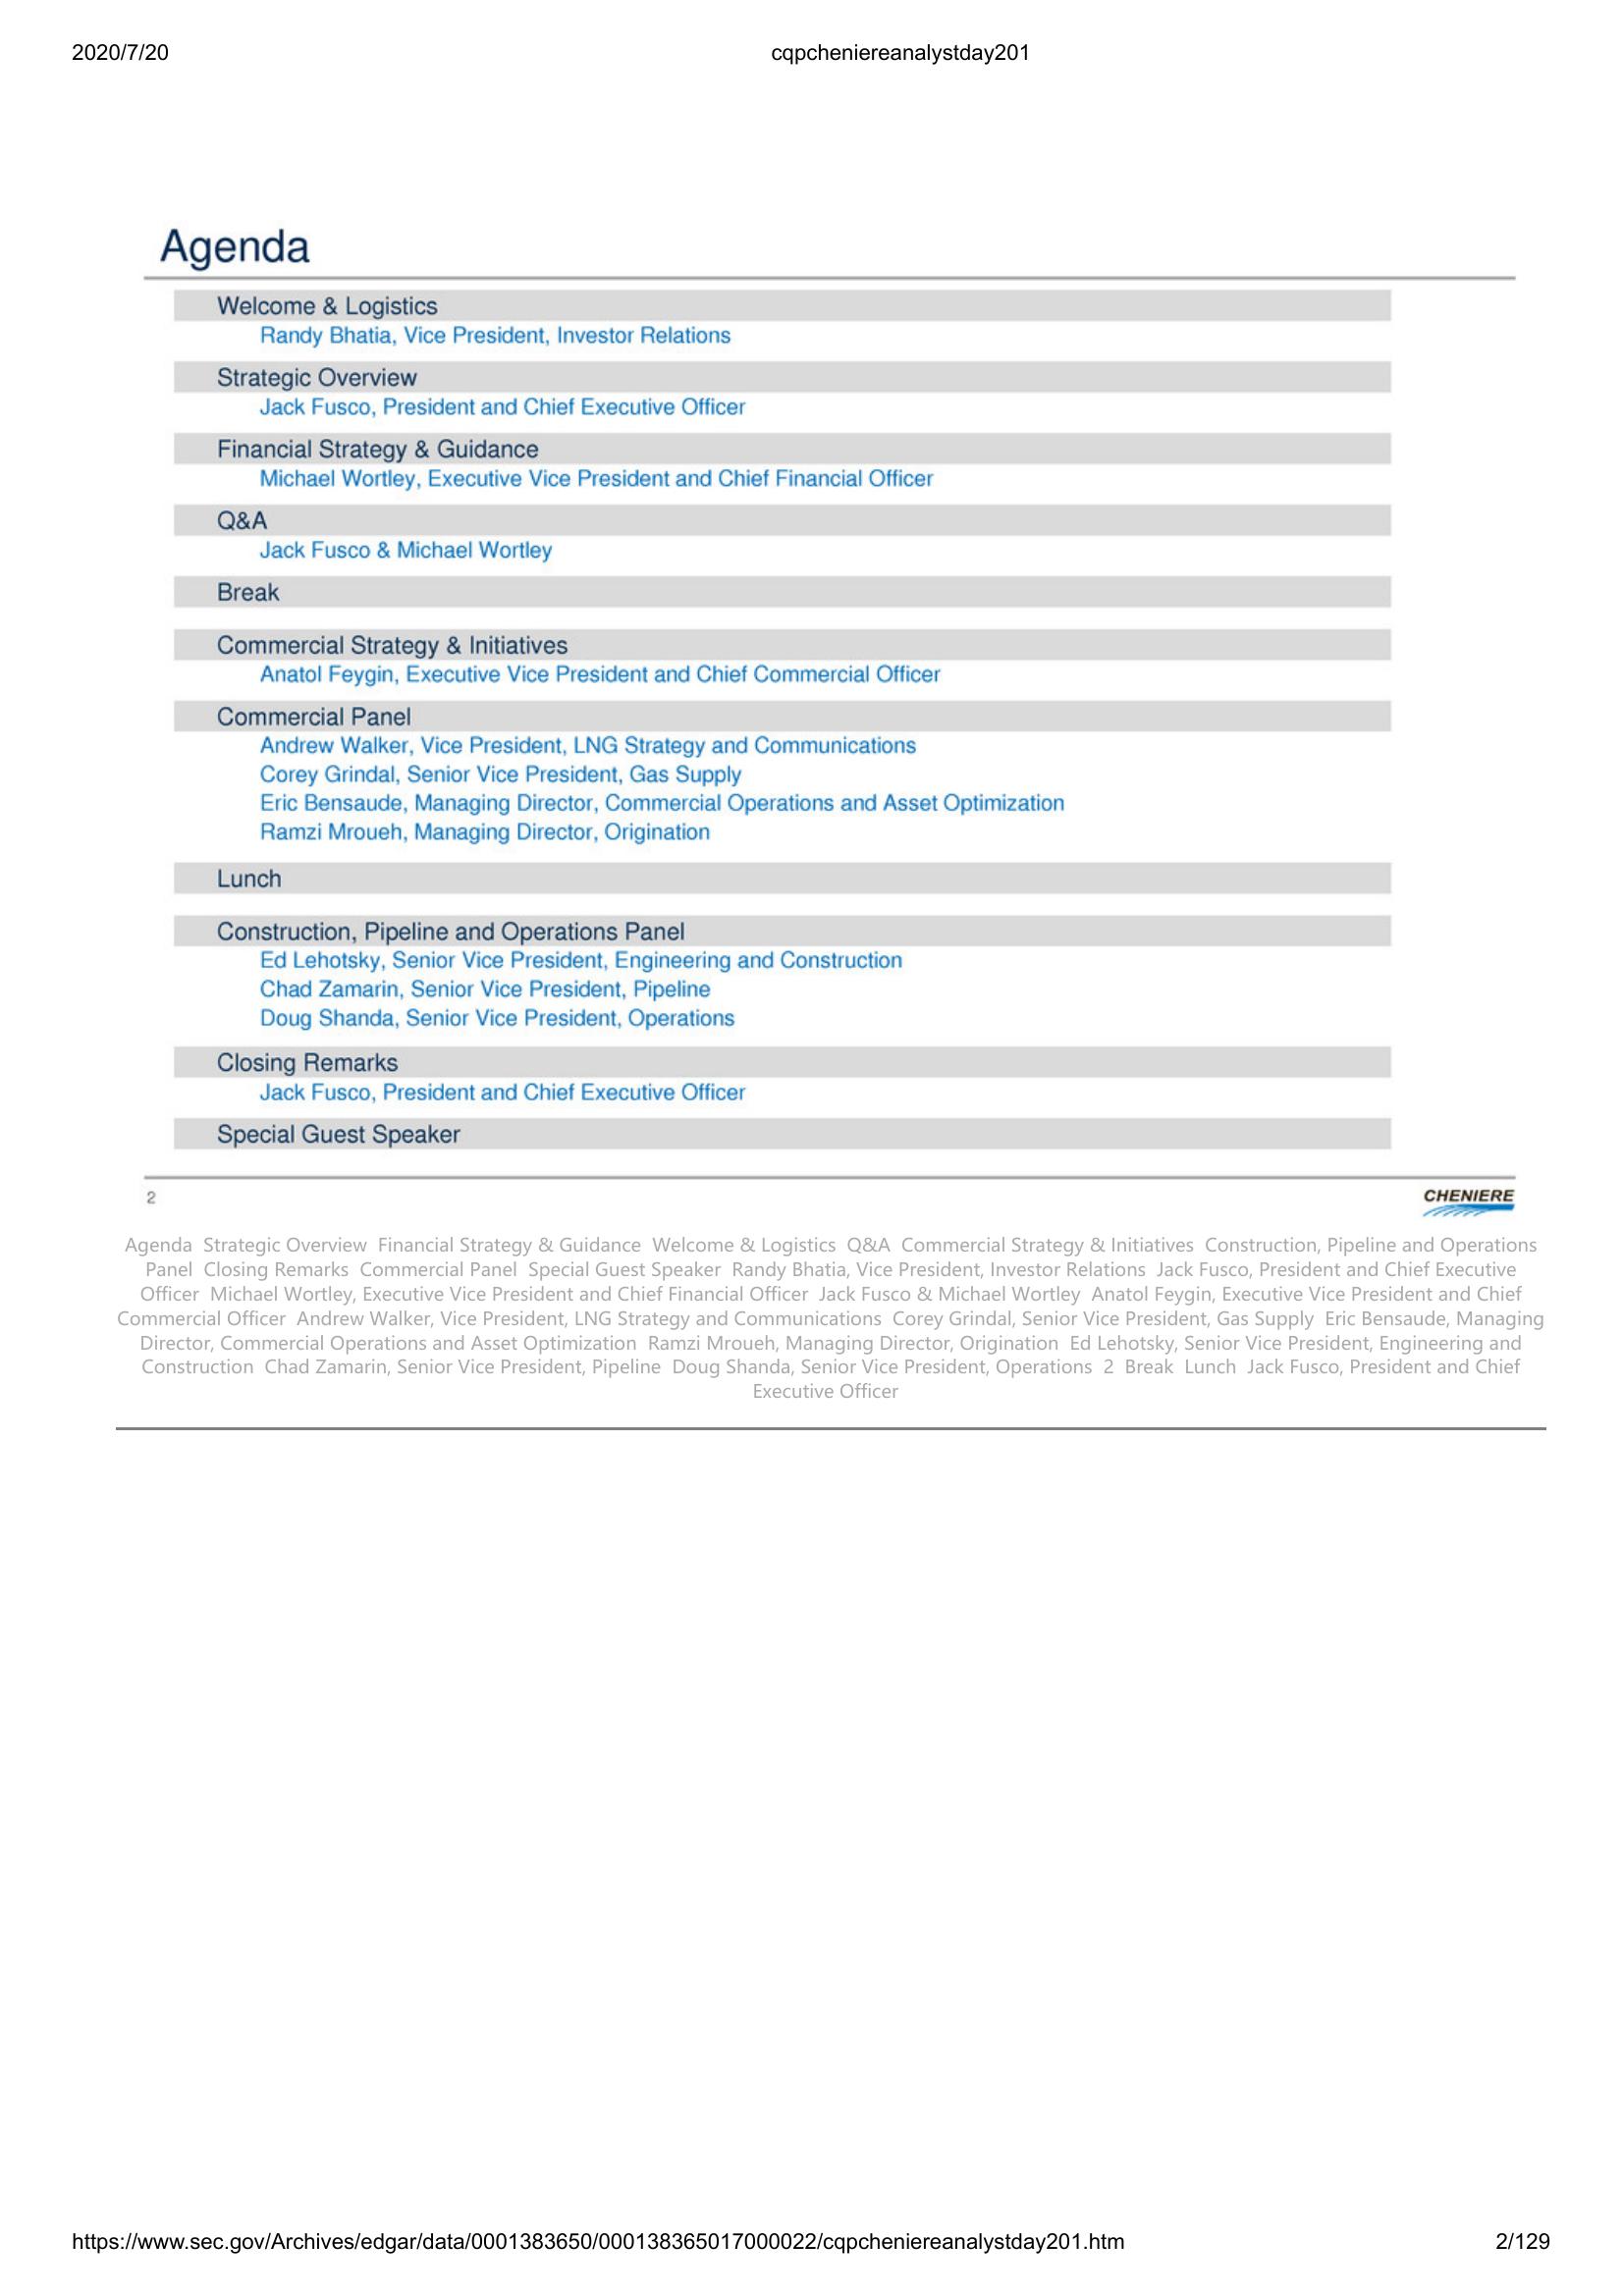 2020/7/20 cqpcheniereanalystday201
Agenda
Welcome & Logistics
Randy Bhatia, Vice President, Investor Relations
Strategic Overview
Jack Fusco, President and Chief Executive Officer
Financial Strategy & Guidance
Michael Wortley, Executive Vice President and Chief Financial Officer
Q&A
Jack Fusco & Michael Wortley
Break
Commercial Strategy & Initiatives
Anatol Feygin, Executive Vice President and Chief Commercial Officer
Commercial Panel
Andrew Walker, Vice President, LNG Strategy and Communications
Corey Grindal, Senior Vice President, Gas Supply
Eric Bensaude, Managing Director, Commercial Operations and Asset Optimization
Ramzi Mroueh, Managing Director, Origination
Lunch
Construction, Pipeline and Operations Panel
Ed Lehotsky, Senior Vice President, Engineering and Construction
Chad Zamarin, Senior Vice President, Pipeline
Doug Shanda, Senior Vice President, Operations
Closing Remarks
Jack Fusco, President and Chief Executive Officer
Special Guest Speaker
2 CHENIERE
Agenda Strategic Overview Financial Strategy & Guidance Welcome & Logistics Q&A Commercial Strategy & Initiatives Construction, Pipeline and Operations
Panel Closing Remarks Commercial Panel Special Guest Speaker Randy Bhatia, Vice President, Investor Relations Jack Fusco, President and Chief Executive
Officer Michael Wortley, Executive Vice President and Chief Financial Officer Jack Fusco & Michael Wortley Anatol Feygin, Executive Vice President and Chief
Commercial Officer Andrew Walker, Vice President, LNG Strategy and Communications Corey Grindal, Senior Vice President, Gas Supply Eric Bensaude, Managing
Director, Commercial Operations and Asset Optimization Ramzi Mroueh, Managing Director, Origination Ed Lehotsky, Senior Vice President, Engineering and
Construction Chad Zamarin, Senior Vice President, Pipeline Doug Shanda, Senior Vice President, Operations 2 Break Lunch Jack Fusco, President and Chief
Executive Officer
https://www.sec.gov/Archives/edgar/data/0001383650/000138365017000022/cqpcheniereanalystday201.htm 2/129